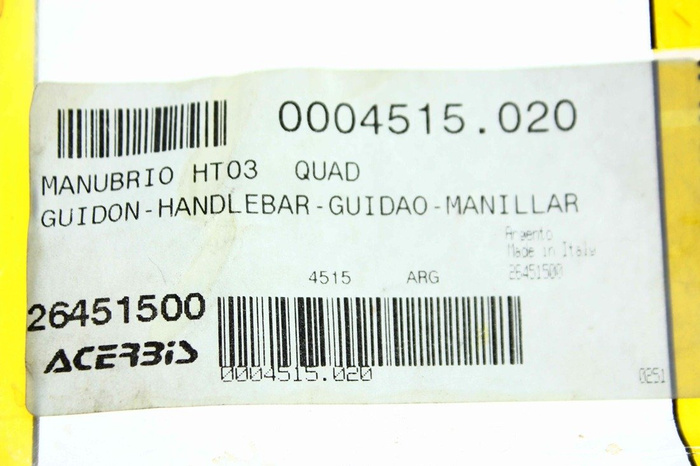 0004515.020
MANUBRIO HT03 QUAD
GUIDON-HANDLEBAR-GUIDAO-MANILLAR
Argento
Made in Italy
26451500
4515 ARG
26451500
ACERBIS
0004515.020
0251